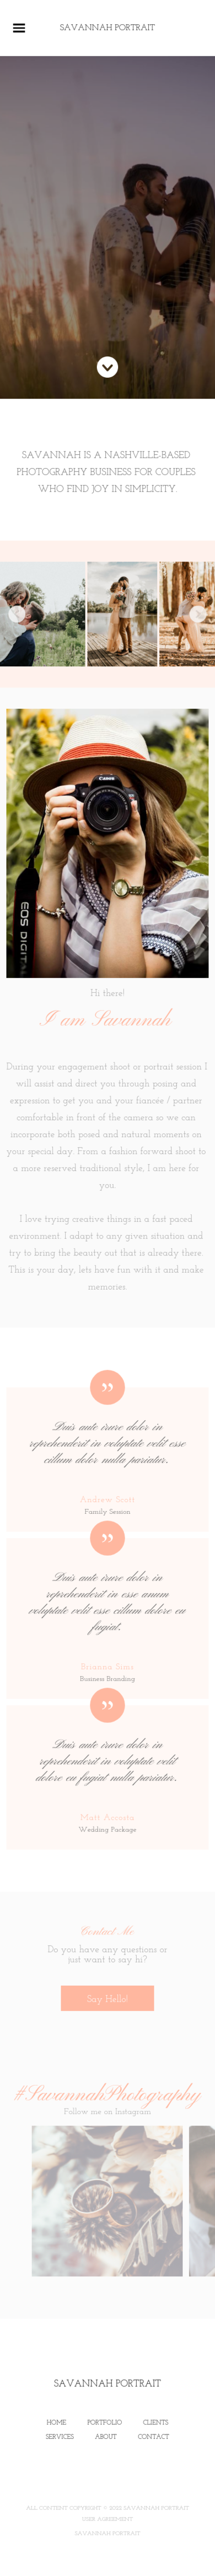 SAVANNAH PORTRAIT
SAVANNAH IS A NASHVILLE-BASED
PHOTOGRAPHY BUSINESS FOR COUPLES
WHO FIND JOY IN SIMPLICITY.
Canon
EOS DIGIT
Hi there!
I am Savannah
During your engagement shoot or portrait session I
will assist and direct you through posing and
expression to get you and your fiancée / partner
comfortable in front of the camera so we can
incorporate both posed and natural moments on
your special day. From a fashion forward shoot to
a more reserved traditional style, I am here for
you.
I love trying creative things in a fast paced
environment. I adapt to any given situation and
try to bring the beauty out that is already there.
This is your day, lets have fun with it and make
memories.
Duis aute irure dolor in
reprehenderit in voluptate velit esse
cillum dolor nulla pariatur.
Andrew Scott
Family Session
Duis aute irure dolor in
reprehenderit in esse anum
voluptate velit esse cillum dolore eu
fugiat.
Brianna Sims
Business Branding
Duis aute irure dolor in
reprehenderit in voluptate velit
dolore eu fugiat nulla pariatur.
Matt Accosta
Wedding Package
Contact Me
Do you have any questions or
just want to say hi?
Say Hello!
#SavannahPhotography
Follow me on Instagram
SAVANNAH PORTRAIT
HOME PORTFOLIO CLIENTS
SERVICES ABOUT CONTACT
ALL CONTENT COPYRIGHT © 2022 SAVANNAH PORTRAIT
USER AGREEMENT
SAVANNAH PORTRAIT